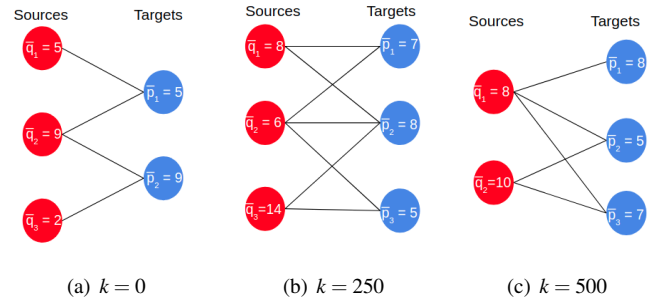 Sources Targets
q̅₁ = 5
q̅₂ = 9
q̅₃ = 2
p̅₁ = 5
p̅₂ = 9
(a) k = 0
Sources Targets
q̅₁ = 8
q̅₂ = 6
q̅₃ =14
p̅₁ = 7
p̅₂ = 8
p̅₃ = 5
(b) k = 250
Sources Targets
q̅₁ = 8
q̅₂ =10
p̅₁ = 8
p̅₂ = 5
p̅₃ = 7
(c) k = 500